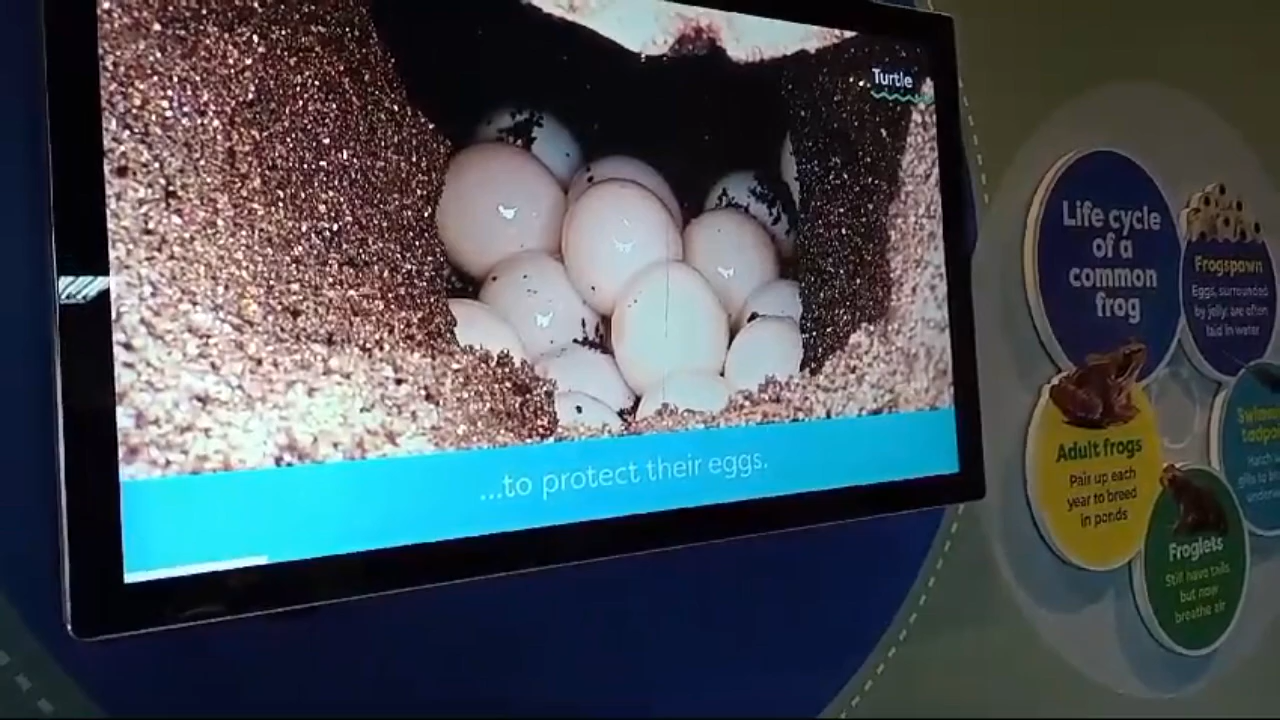 Turtle
...to protect their eggs.
Life cycle
of a
common
frog
Frogspawn
Eggs, surrounded
by jelly, are often
laid in water
Adult frogs
Pair up each
year to breed
in ponds
Froglets
Still have tails
but now
breathe air